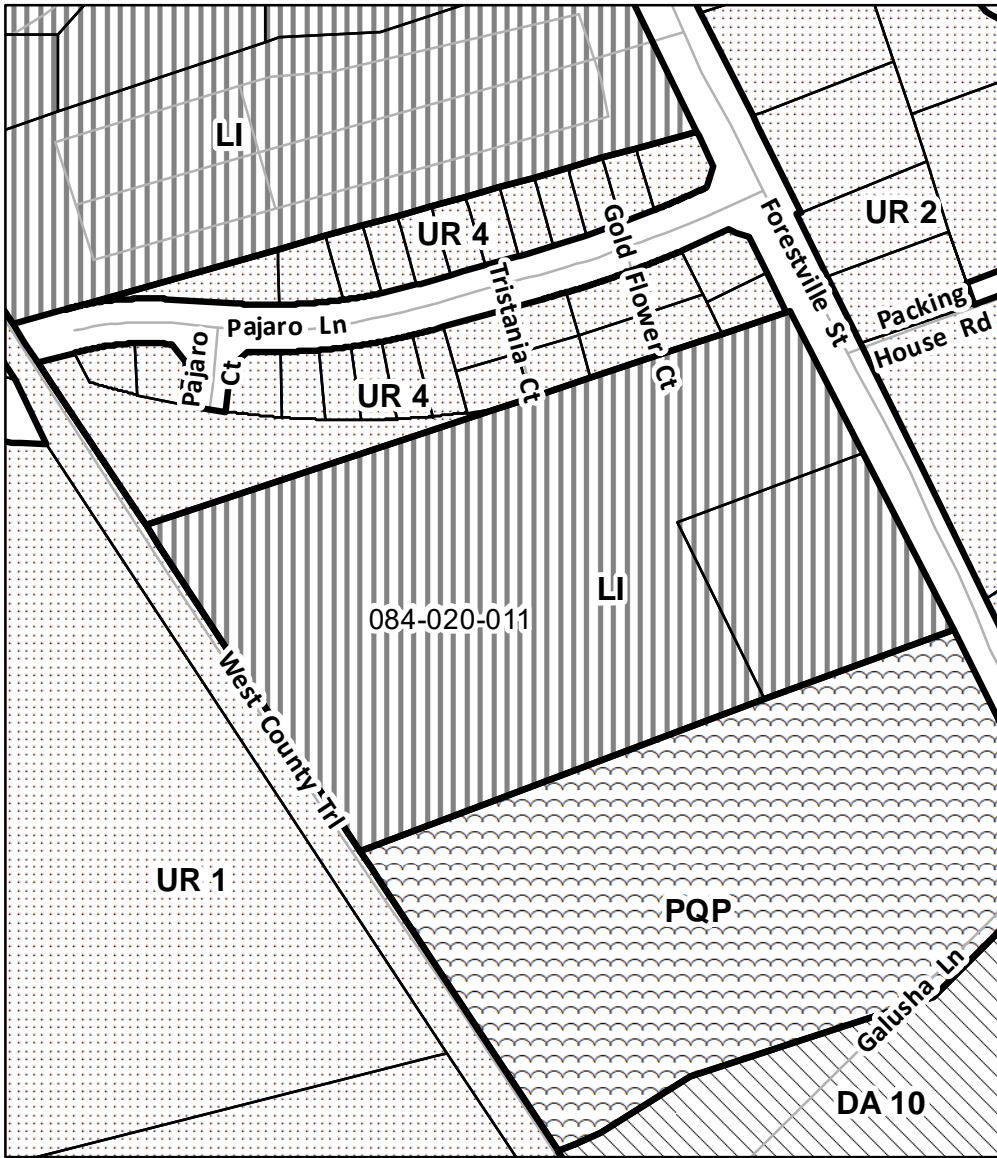 LI
UR 4
UR 2
Gold Flower Ct
Forestville St
Tristania Ct
Packing
House Rd
Pajaro Ln
Pajaro
Ct
UR 4
LI
084-020-011
West County Trl
UR 1
PQP
Galusha Ln
DA 10